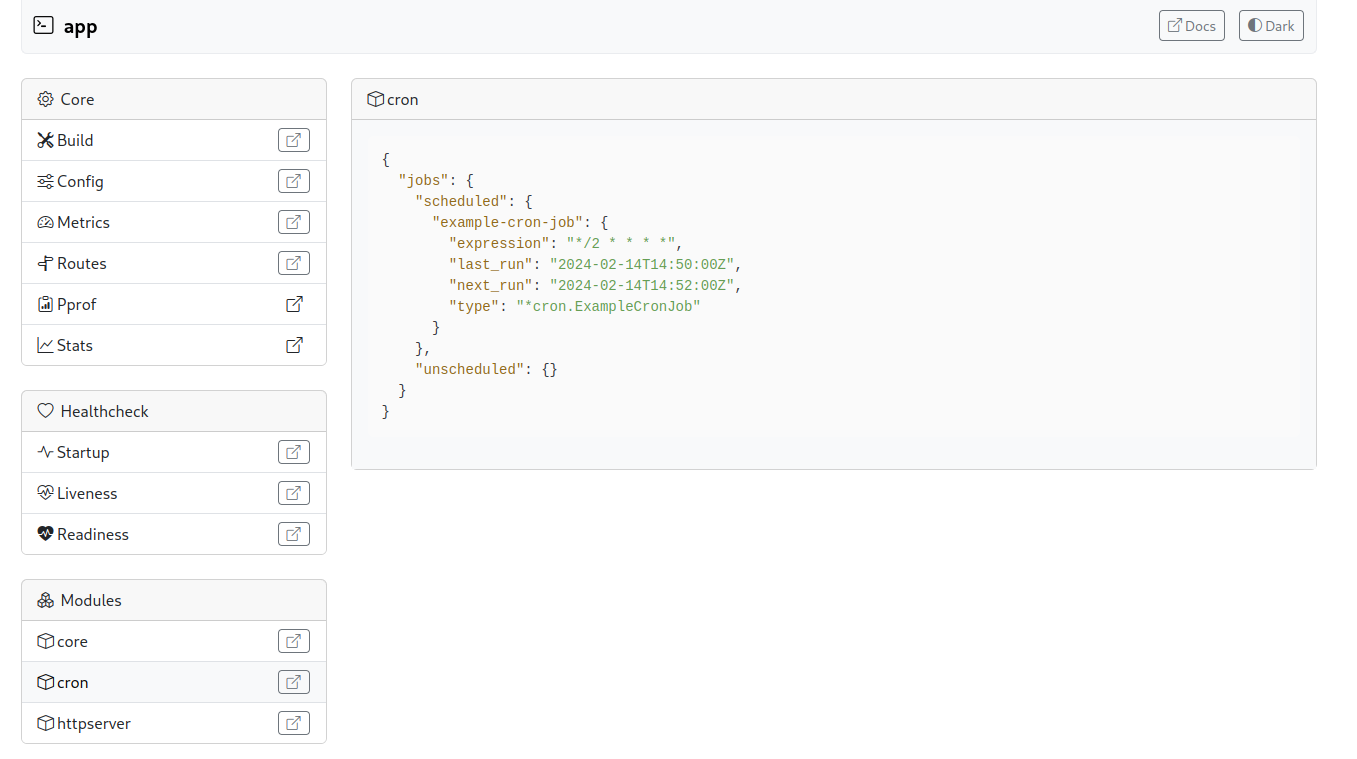 app
Docs
Dark
Core
Build
Config
Metrics
Routes
Pprof
Stats
Healthcheck
Startup
Liveness
Readiness
Modules
core
cron
httpserver
cron
{
  "jobs": {
    "scheduled": {
      "example-cron-job": {
        "expression": "*/2 * * * *",
        "last_run": "2024-02-14T14:50:00Z",
        "next_run": "2024-02-14T14:52:00Z",
        "type": "*cron.ExampleCronJob"
      }
    },
    "unscheduled": {}
  }
}